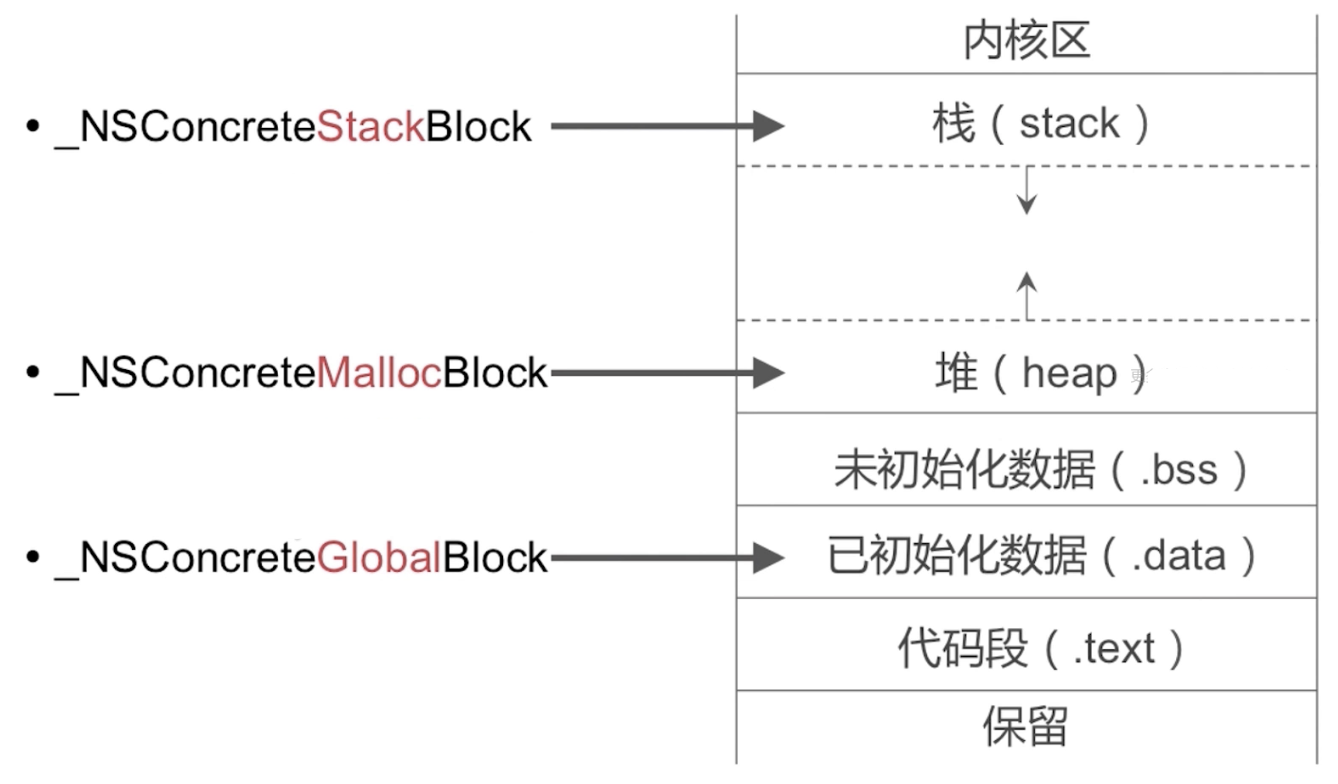 内核区
• _NSConcreteStackBlock
栈（stack）
• _NSConcreteMallocBlock
堆（heap）
未初始化数据（.bss）
• _NSConcreteGlobalBlock
已初始化数据（.data）
代码段（.text）
保留